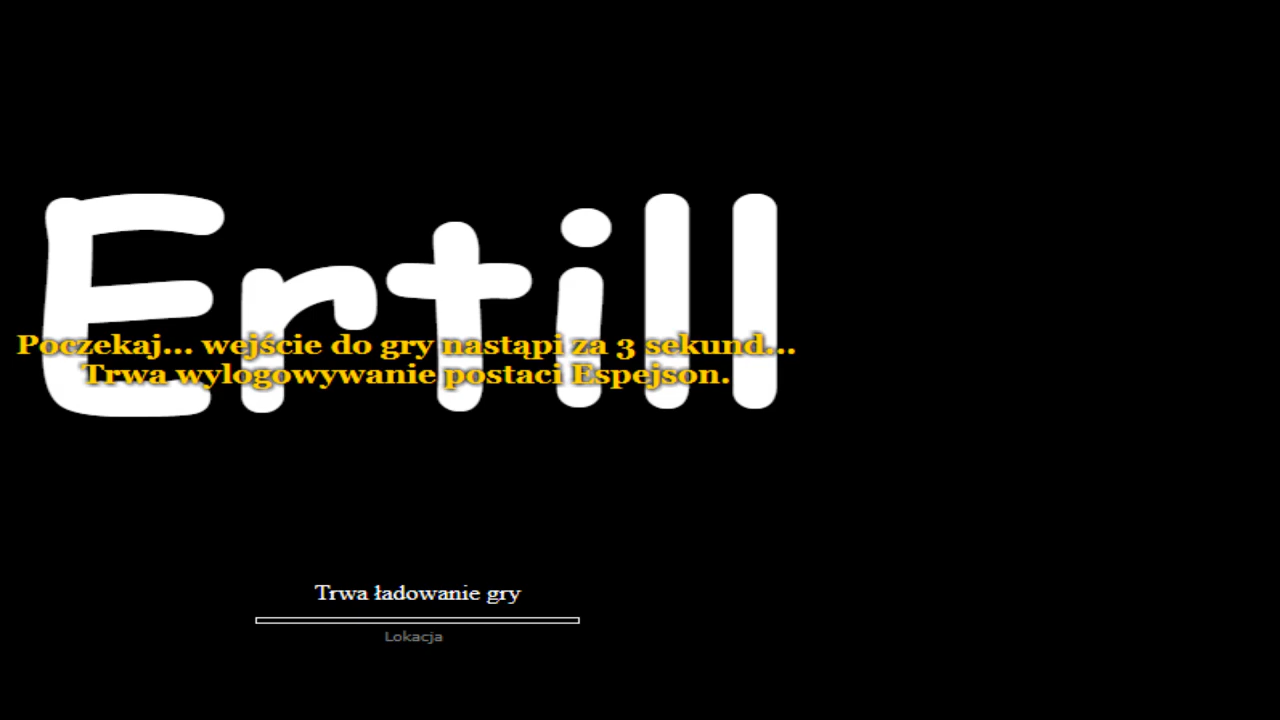 Ertill
Poczekaj... wejście do gry nastąpi za 3 sekund...
Trwa wylogowywanie postaci Espejson.
Trwa ładowanie gry
Lokacja